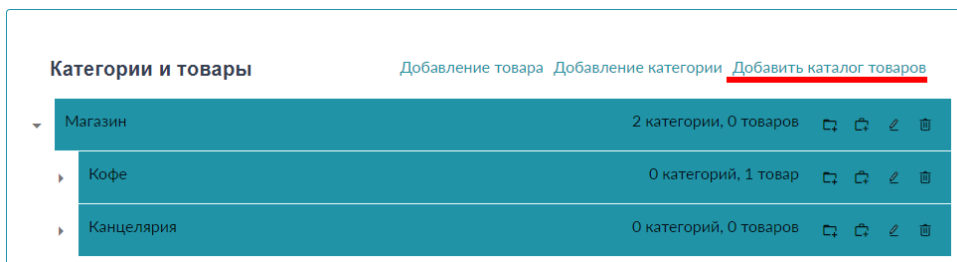 Категории и товары Добавление товара Добавление категории Добавить каталог товаров
Магазин 2 категории, 0 товаров
Кофе 0 категорий, 1 товар
Канцелярия 0 категорий, 0 товаров